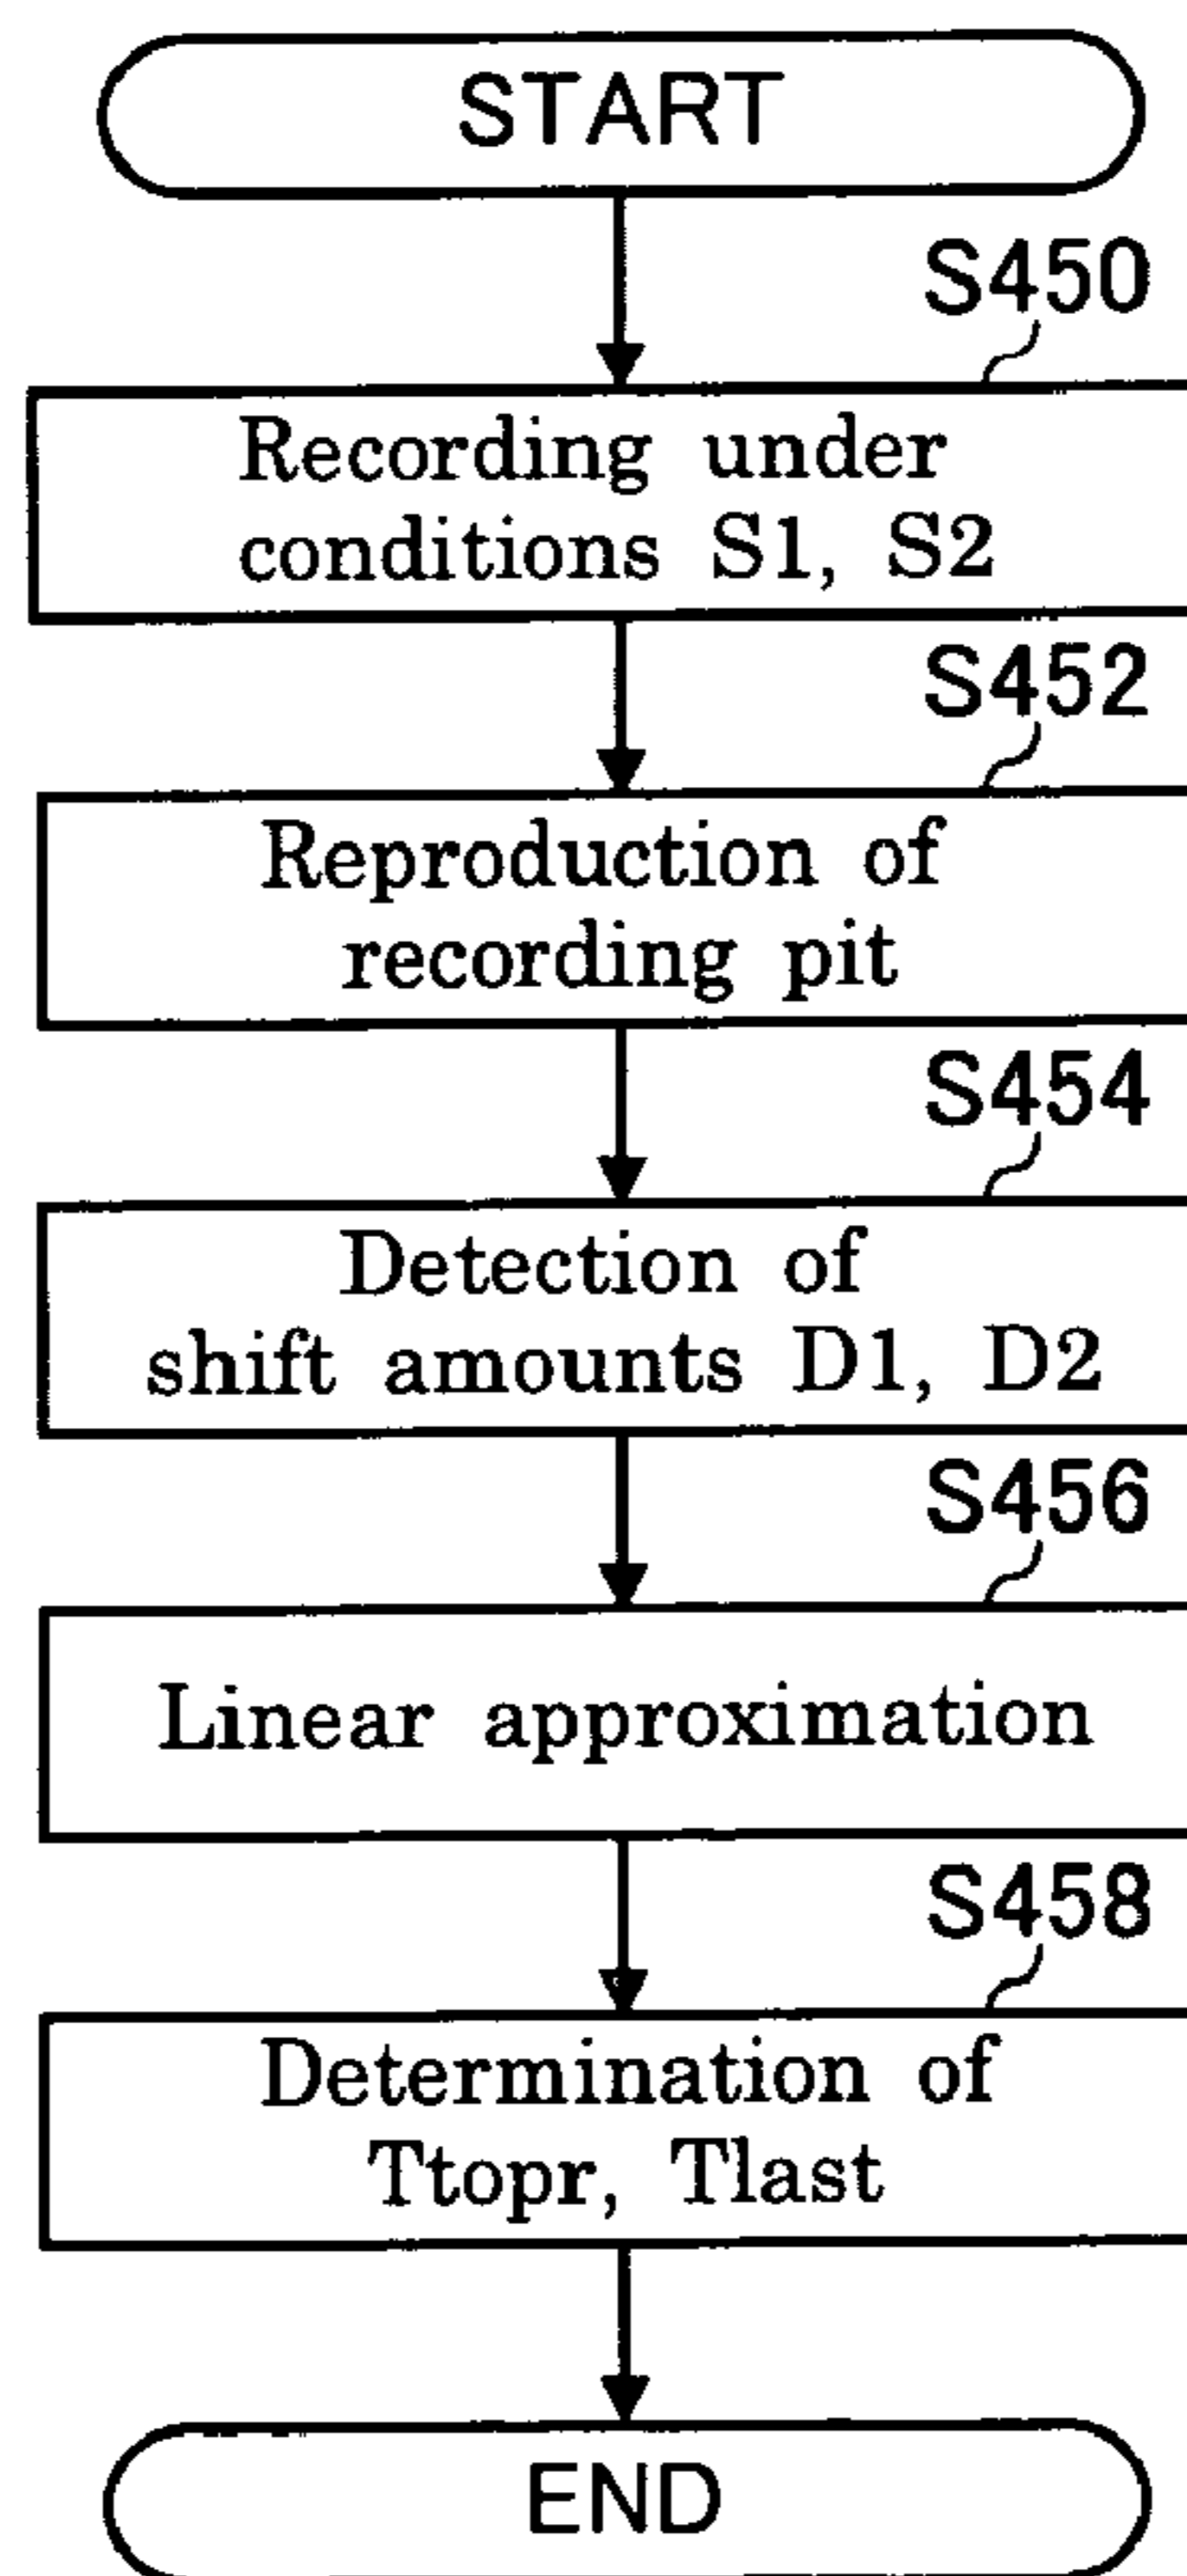 START
S450
Recording under
conditions S1, S2
S452
Reproduction of
recording pit
S454
Detection of
shift amounts D1, D2
S456
Linear approximation
S458
Determination of
Ttopr, Tlast
END